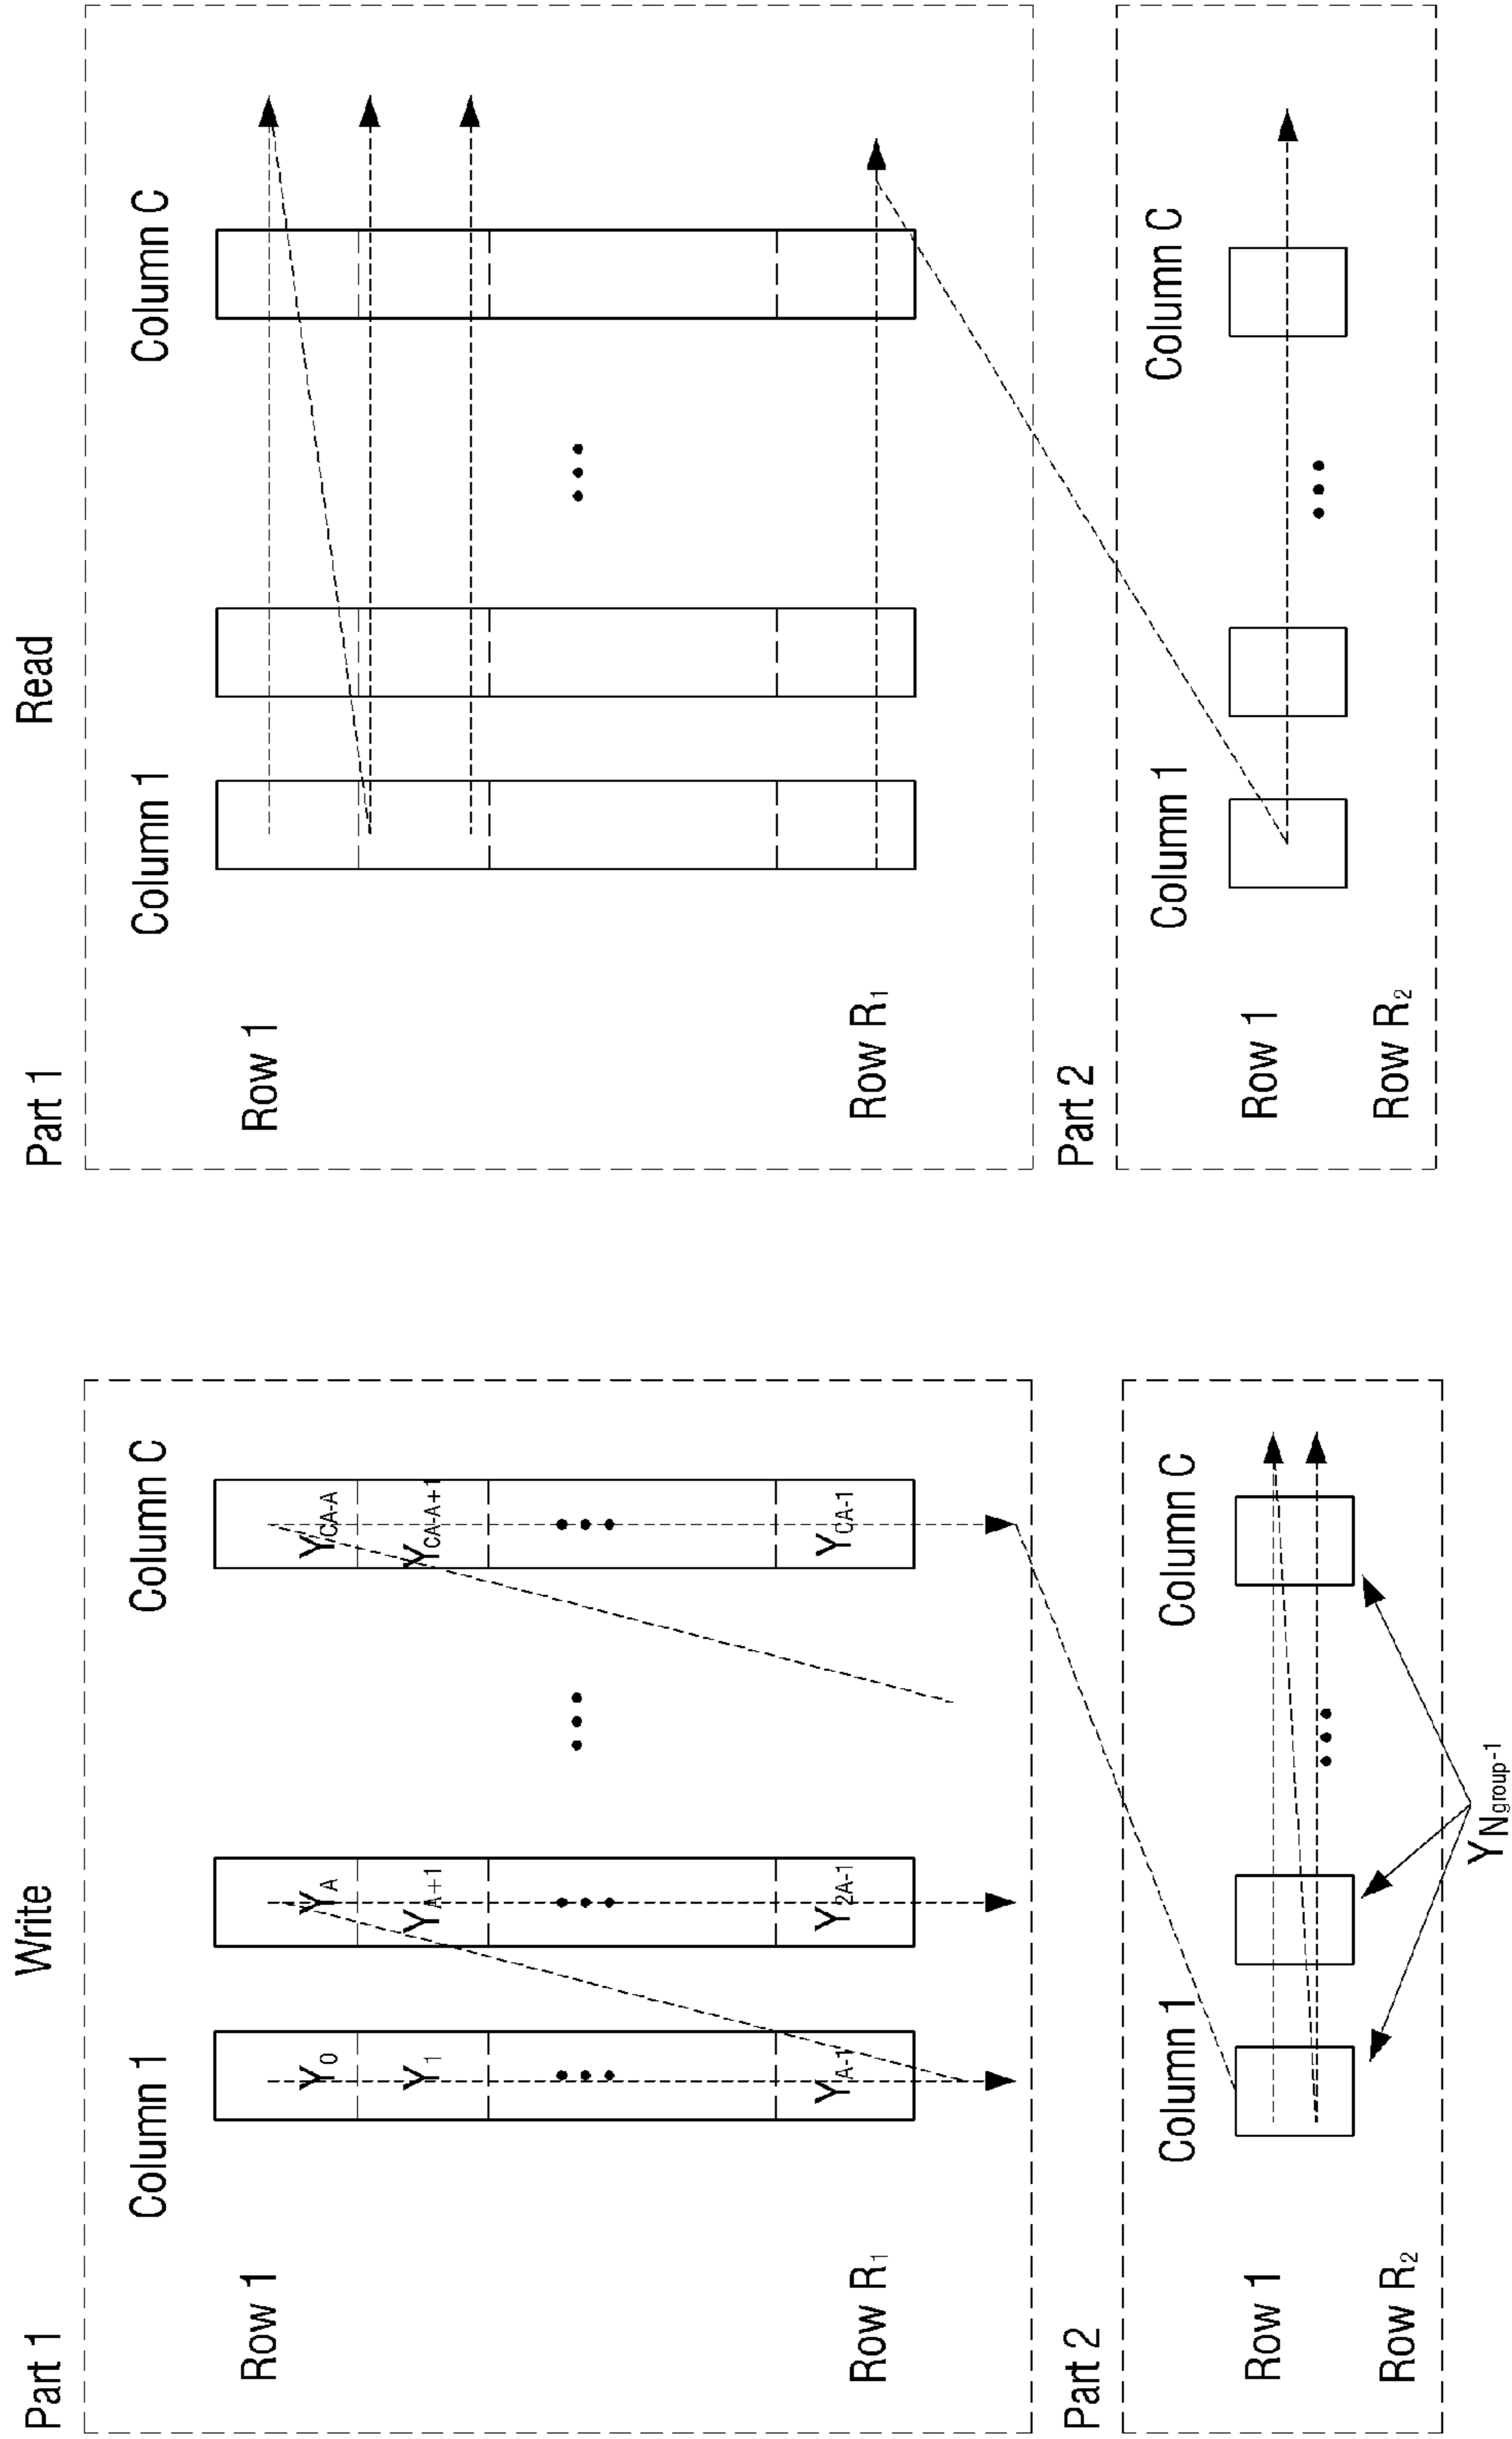 Write
Part 1
Column 1
Column C
Row 1
Y0
YA
YCA-A
Y1
YA+1
YCA-A+1
Row R1
YA-1
Y2A-1
YCA-1
Part 2
Column 1
Column C
Row 1
Row R2
YNgroup-1
Read
Part 1
Column 1
Column C
Row 1
Row R1
Part 2
Column 1
Column C
Row 1
Row R2